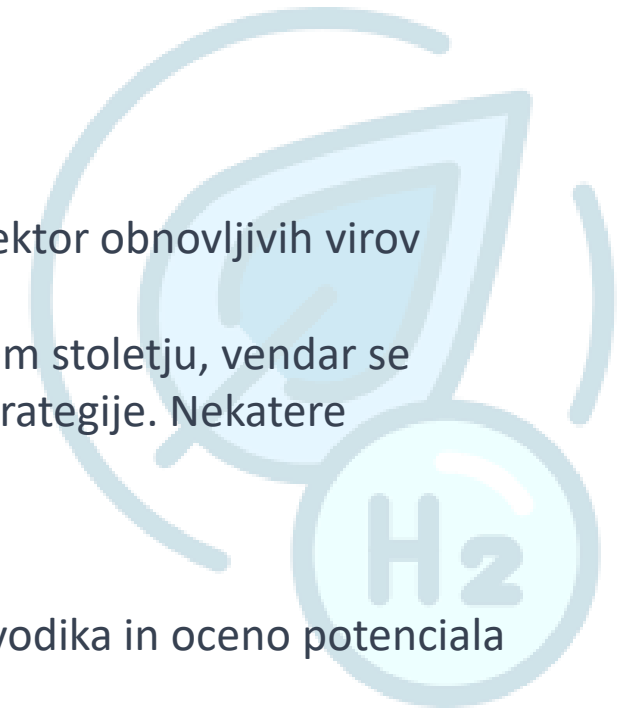 ektor obnovljivih virov
m stoletju, vendar se
rategije. Nekatere
H2
vodika in oceno potenciala